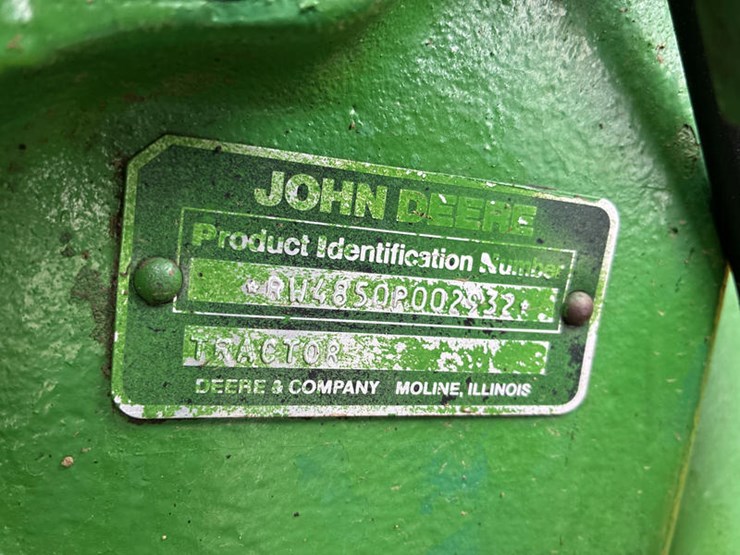 JOHN DEERE
Product Identification Number
*RW4850P002932*
TRACTOR
DEERE & COMPANY MOLINE, ILLINOIS